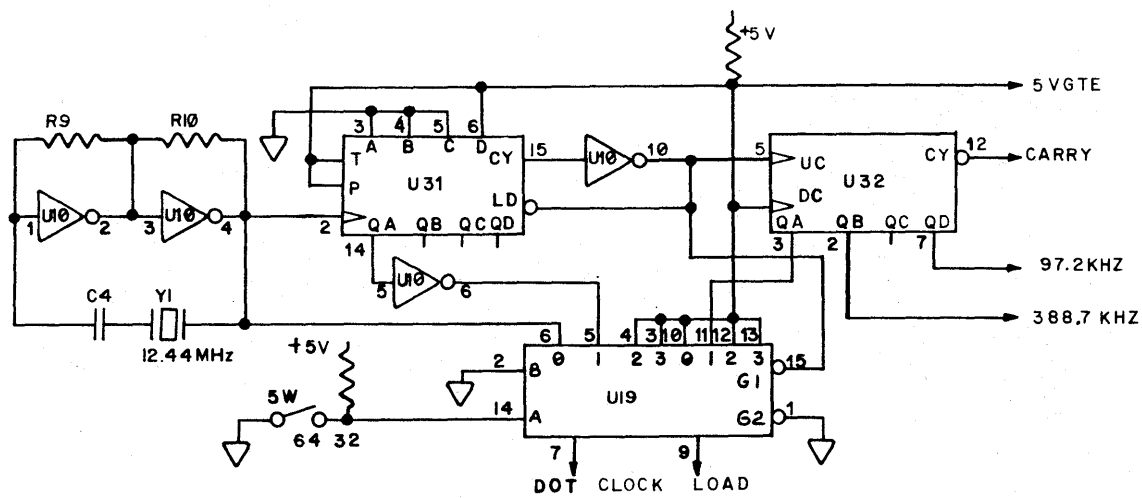 +5V
5VGTE
R9 R10
3 4 5 6
A B C D
T CY 15
P U31
LD
2 QA QB QC QD
14
U10 10
5 UC CY 12 CARRY
U32
DC
QA QB QC QD
3 2 7
1 U10 2 3 U10 4
5 U10 6
97.2KHZ
388.7 KHZ
C4 Y1
12.44MHz
+5V
6 5 4 3 10 11 12 13
0 1 2 3 0 1 2 3
2 B G1 15
U19
14 A G2 1
SW
64 32
7 9
DOT CLOCK LOAD